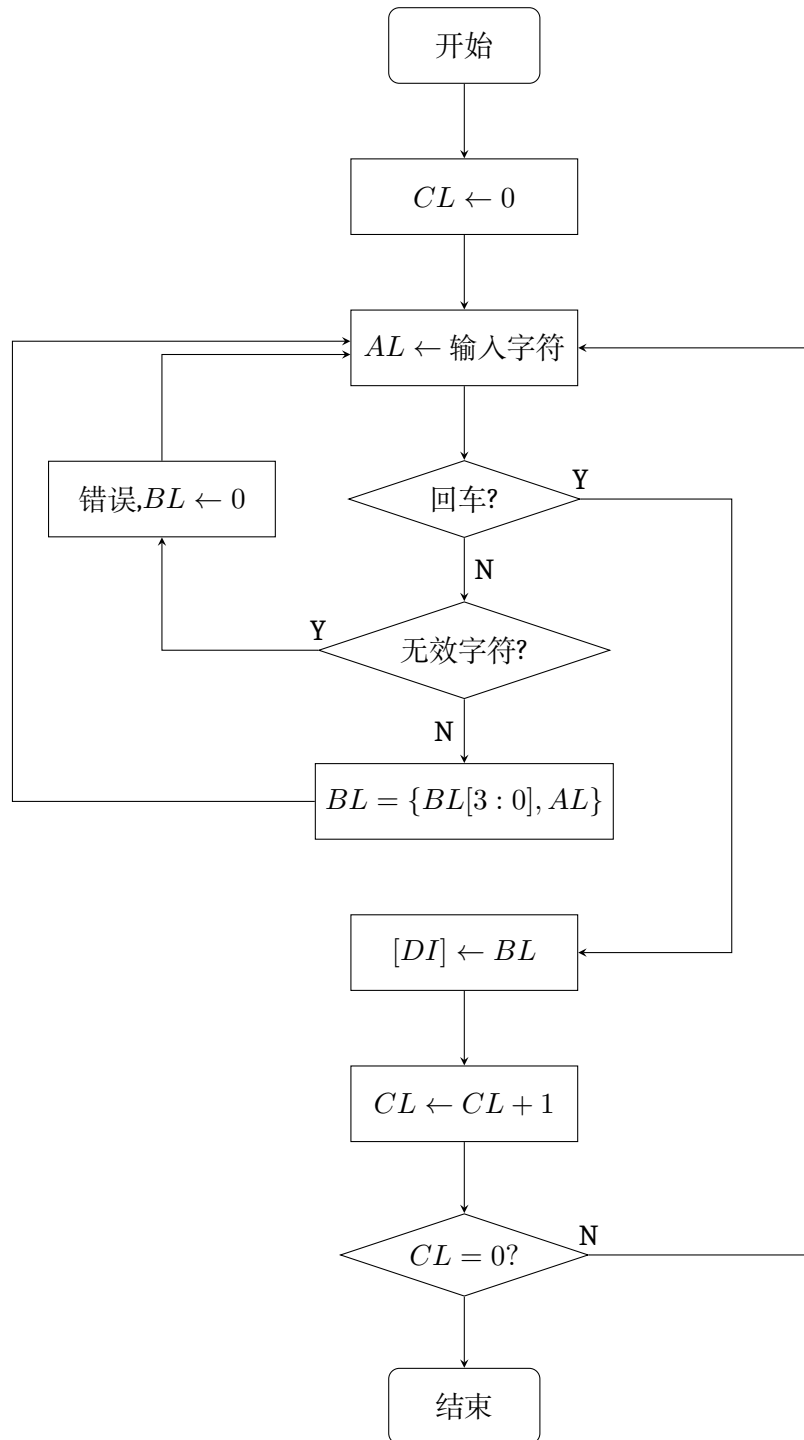 开始
CL ← 0
AL ← 输入字符
错误,BL ← 0
回车?
Y
N
Y
无效字符?
N
BL = {BL[3 : 0], AL}
[DI] ← BL
CL ← CL + 1
CL = 0?
N
结束